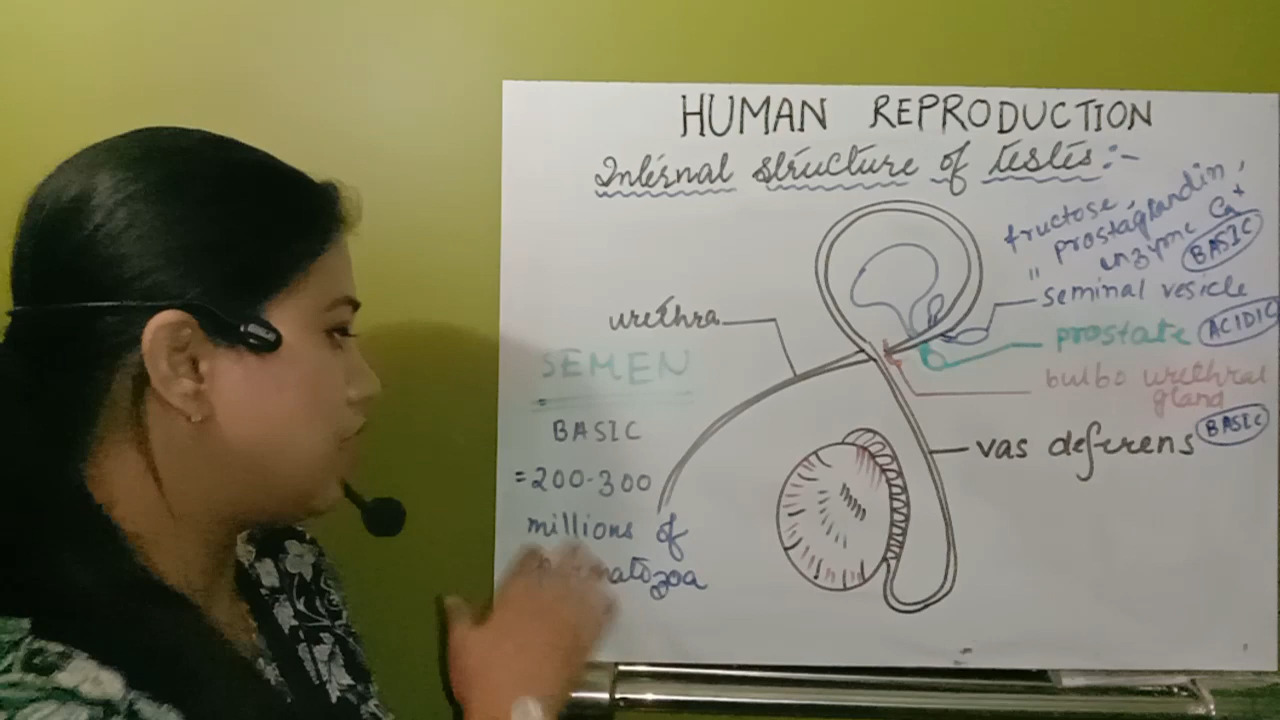 HUMAN REPRODUCTION
Internal structure of testis:-
fructose, prostaglandin,
" enzyme Ca+
BASIC
seminal vesicle
urethra
prostate ACIDIC
SEMEN
bulbo urethral
gland
BASIC
BASIC
vas deferens
=200-300
millions of